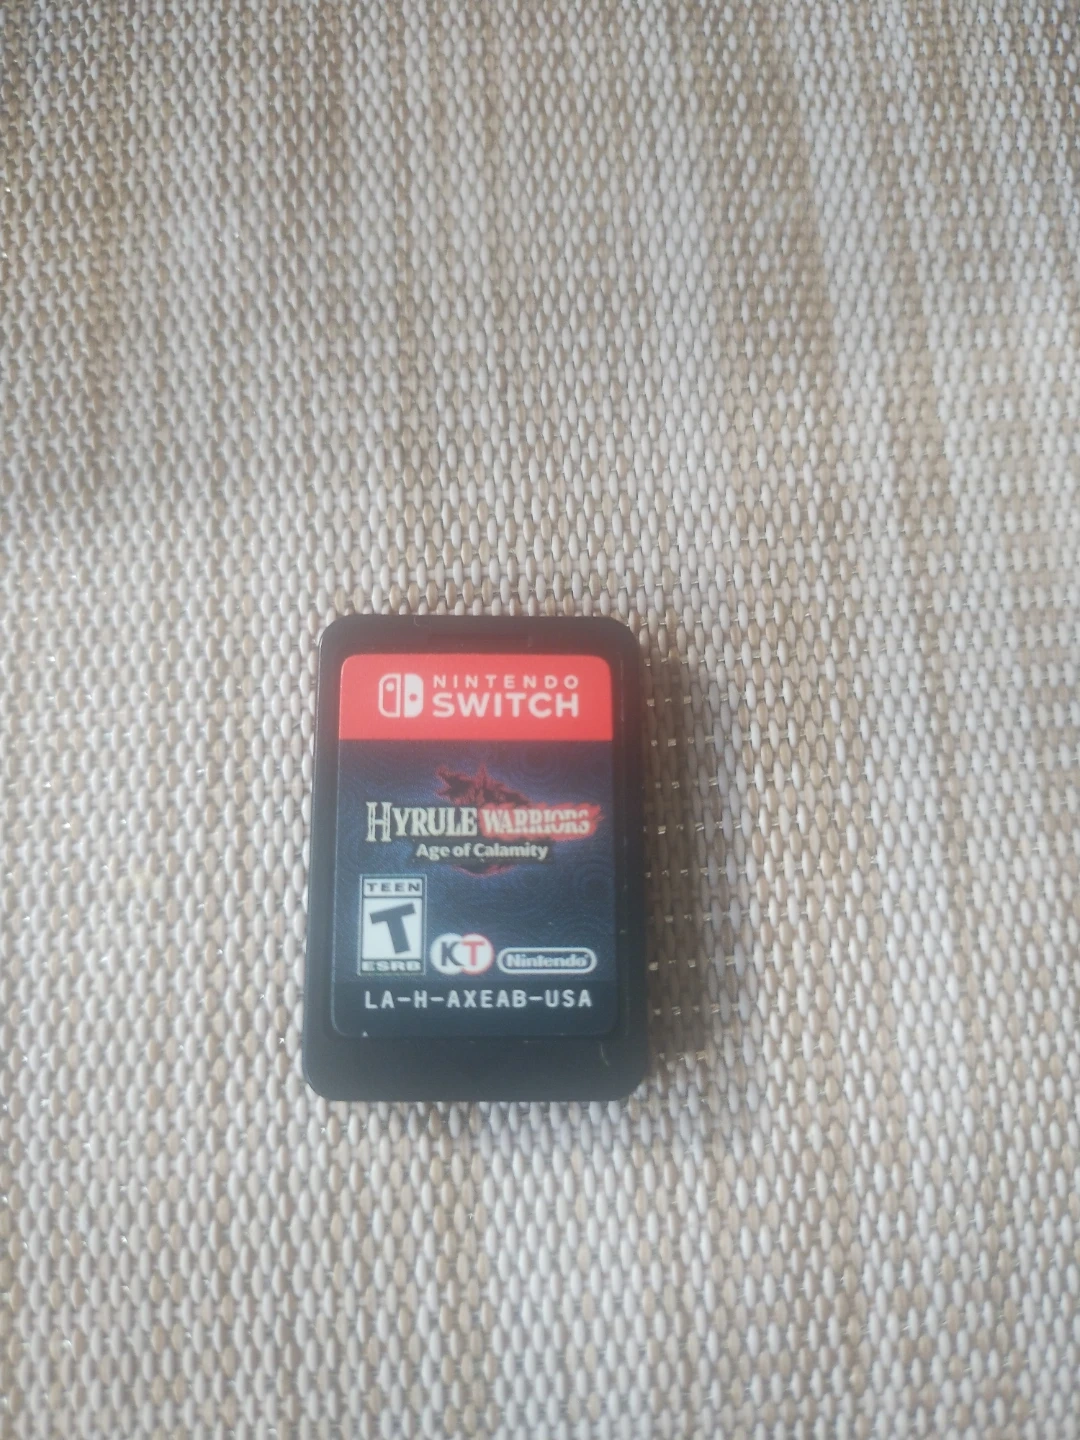 NINTENDO
SWITCH
HYRULE WARRIORS
Age of Calamity
TEEN
T
ESRB
KT
Nintendo
LA-H-AXEAB-USA